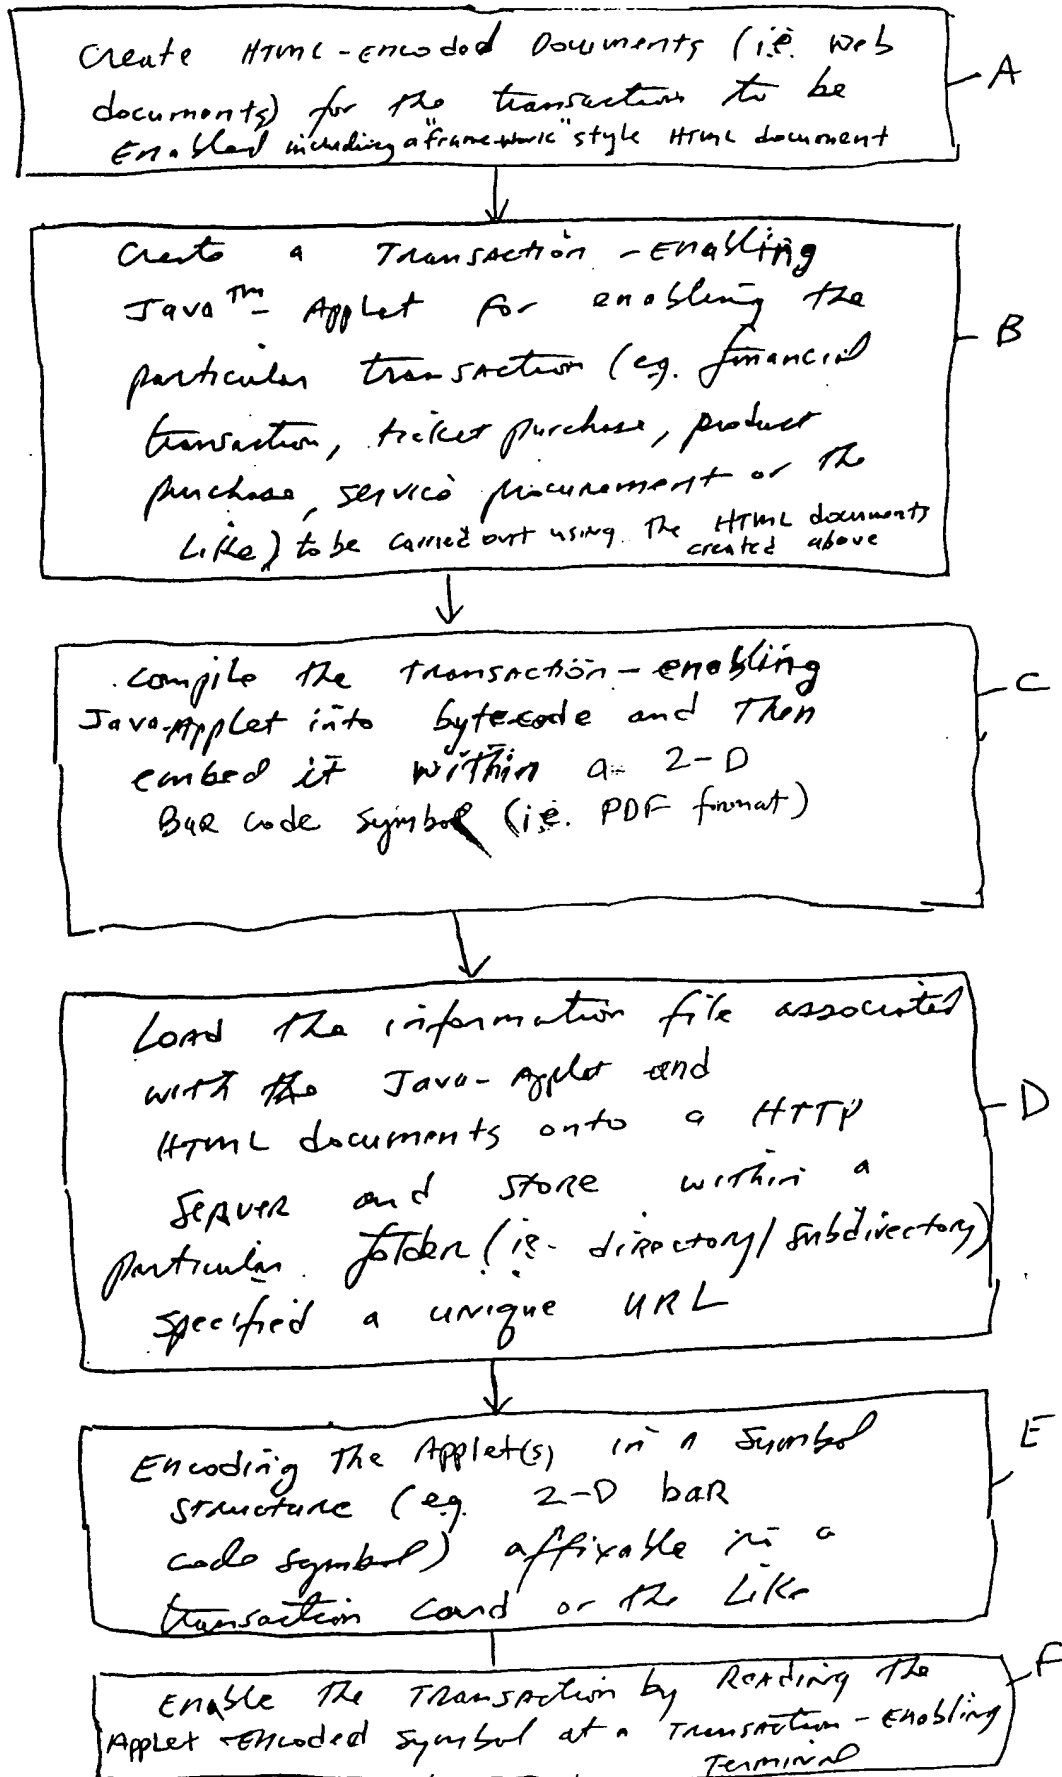 Create HTML-encoded Documents (i.e. Web
documents) for the transaction to be
Enabled including a "frame-work" style HTML document
A
Create a Transaction-enabling
Java™-Applet for enabling the
particular transaction (e.g. financial
transaction, ticket purchase, product
purchase, service procurement or the
Like) to be carried out using the HTML documents
created above
B
Compile the transaction-enabling
Java-Applet into bytecode and Then
embed it within a 2-D
Bar code symbol (i.e. PDF format)
C
Load the information file associated
with the Java-Applet and
HTML documents onto a HTTP
Server and store within a
particular folder (i.e. directory/subdirectory)
specified a unique URL
D
Encoding the Applet(s) in a Symbol
structure (e.g. 2-D bar
code symbol) affixable in a
transaction card or the Like
E
Enable the Transaction by Reading the
Applet-Encoded Symbol at a Transaction-Enabling
Terminal
F